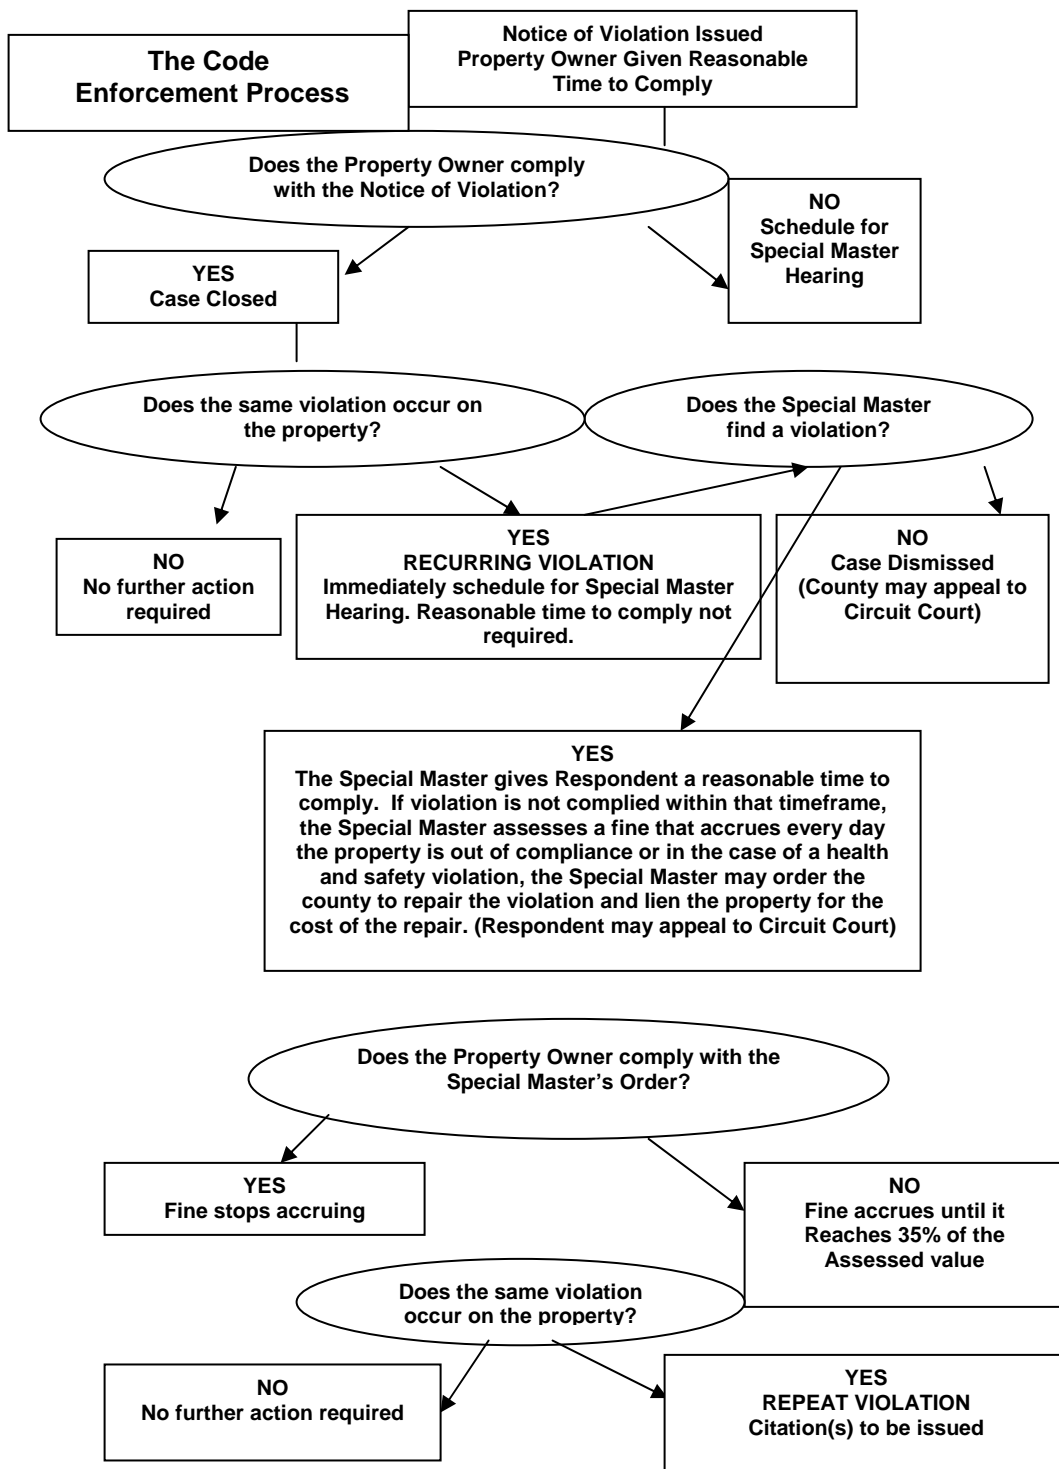 The Code
Enforcement Process
Notice of Violation Issued
Property Owner Given Reasonable
Time to Comply
Does the Property Owner comply
with the Notice of Violation?
NO
Schedule for
Special Master
Hearing
YES
Case Closed
Does the same violation occur on
the property?
Does the Special Master
find a violation?
NO
No further action
required
YES
RECURRING VIOLATION
Immediately schedule for Special Master
Hearing. Reasonable time to comply not
required.
NO
Case Dismissed
(County may appeal to
Circuit Court)
YES
The Special Master gives Respondent a reasonable time to
comply.  If violation is not complied within that timeframe,
the Special Master assesses a fine that accrues every day
the property is out of compliance or in the case of a health
and safety violation, the Special Master may order the
county to repair the violation and lien the property for the
cost of the repair. (Respondent may appeal to Circuit Court)
Does the Property Owner comply with the
Special Master’s Order?
YES
Fine stops accruing
NO
Fine accrues until it
Reaches 35% of the
Assessed value
Does the same violation
occur on the property?
NO
No further action required
YES
REPEAT VIOLATION
Citation(s) to be issued